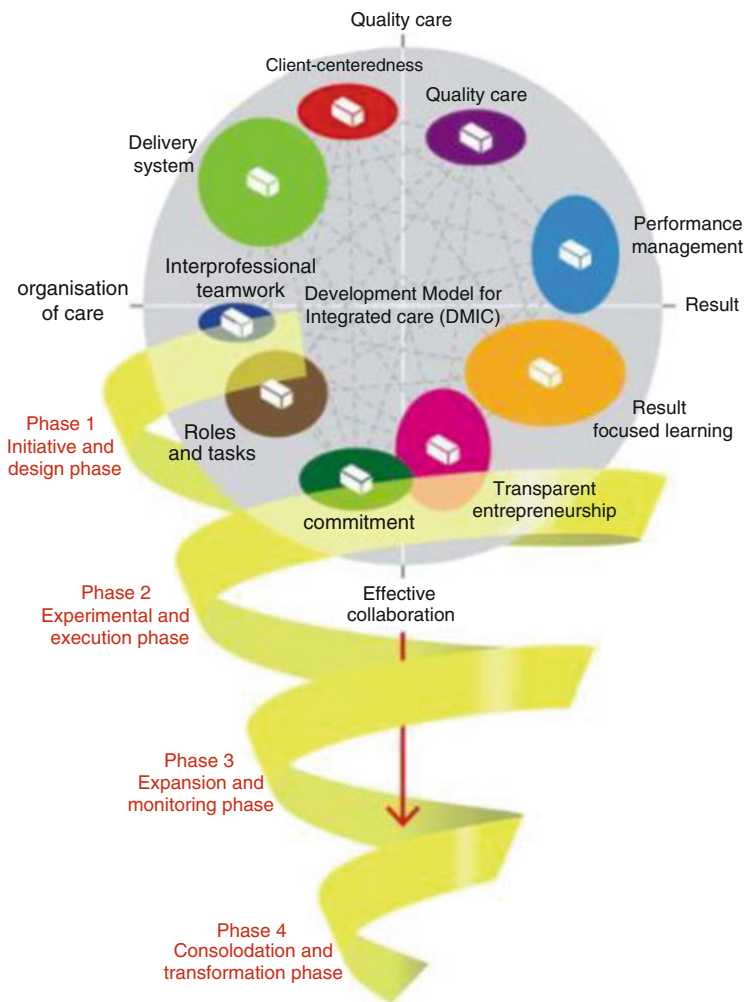 Quality care
Client-centeredness
Quality care
Delivery
system
Performance
management
Interprofessional
teamwork
organisation
of care
Development Model for
Integrated care (DMIC)
Result
Result
focused learning
Phase 1
Initiative and
design phase
Roles
and tasks
commitment
Transparent
entrepreneurship
Effective
collaboration
Phase 2
Experimental and
execution phase
Phase 3
Expansion and
monitoring phase
Phase 4
Consolodation and
transformation phase